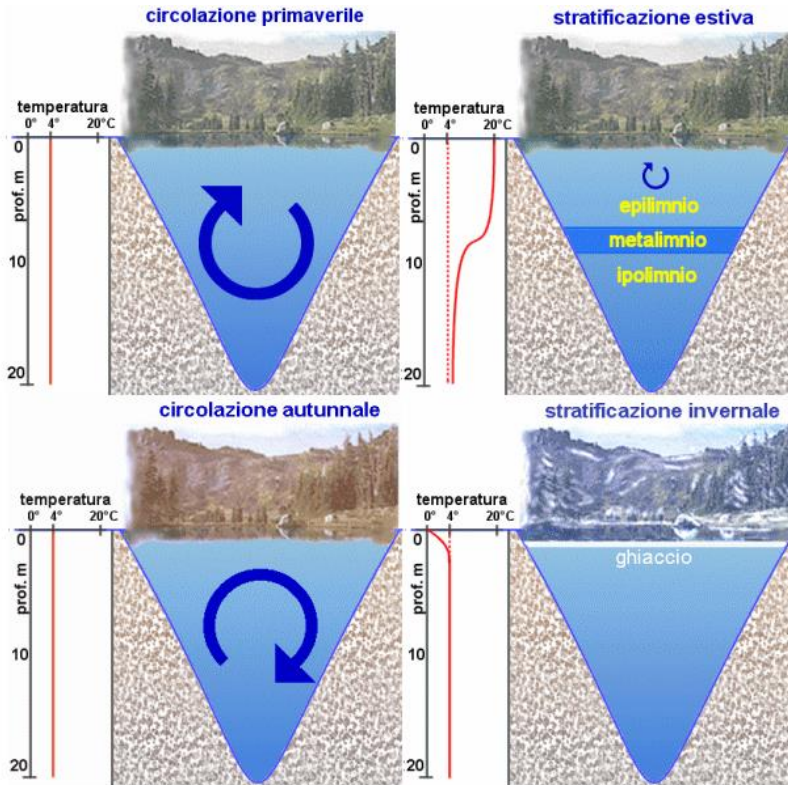 circolazione primaverile
temperatura
0° 4° 20°C
0
prof. m
10
20
stratificazione estiva
temperatura
0° 4° 20°C
0
prof. m
10
20
epilimnio
metalimnio
ipolimnio
circolazione autunnale
temperatura
0° 4° 20°C
0
prof. m
10
20
stratificazione invernale
temperatura
0° 4° 20°C
0
prof. m
10
20
ghiaccio